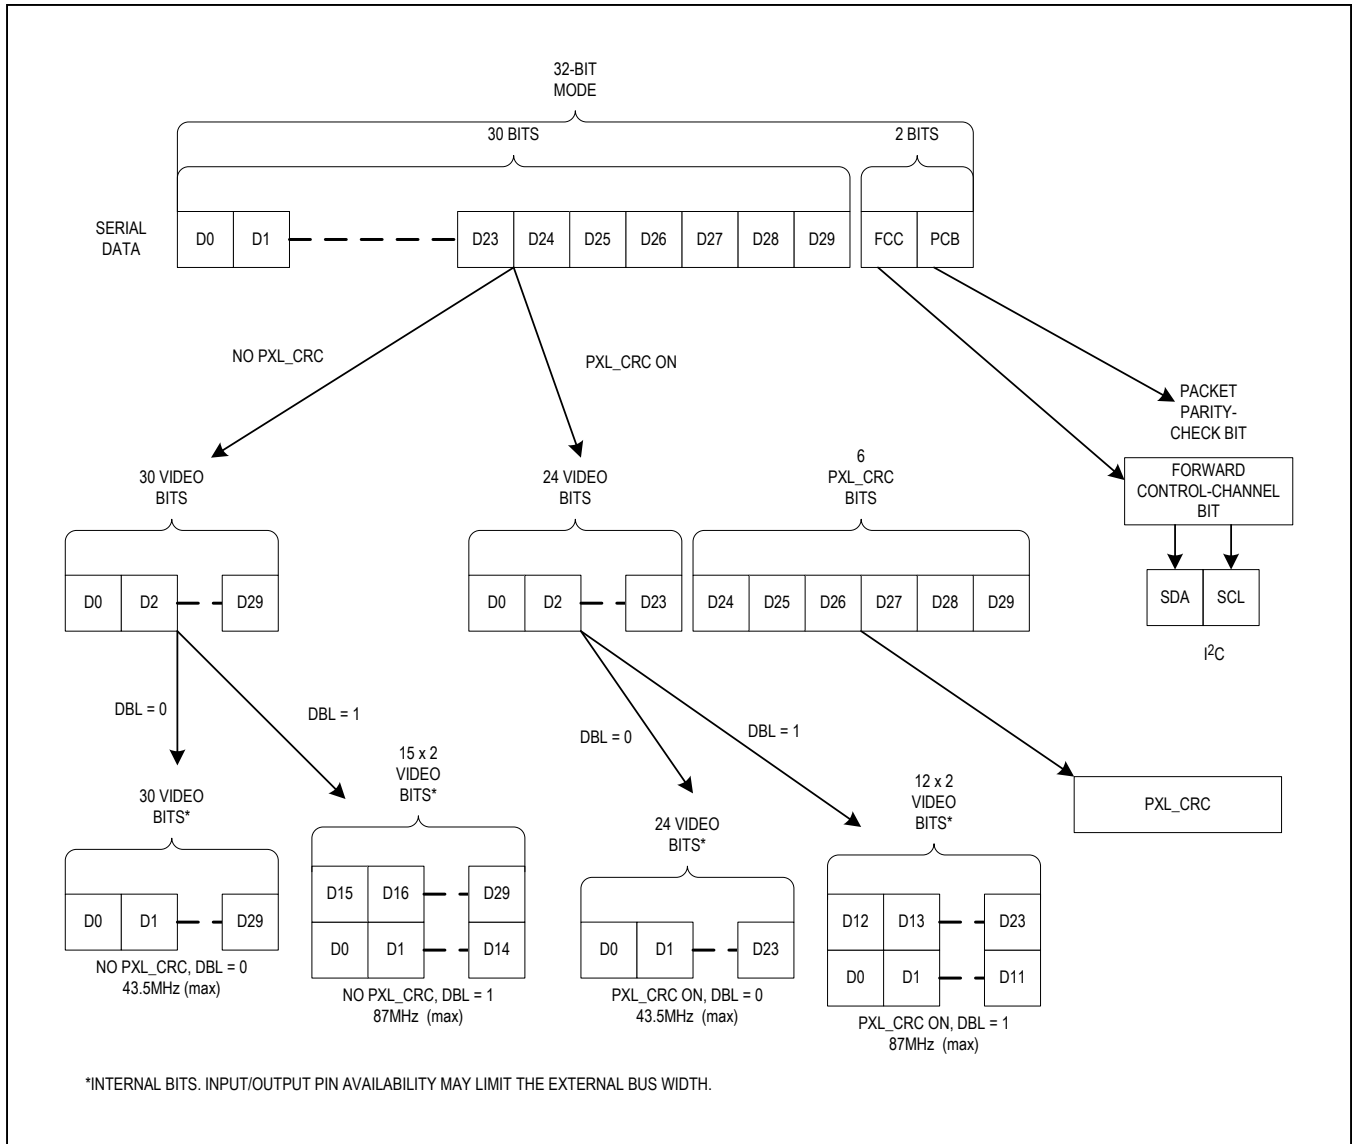 32-BIT
MODE
30 BITS
2 BITS
SERIAL
DATA
D0 D1 D23 D24 D25 D26 D27 D28 D29 FCC PCB
NO PXL_CRC
PXL_CRC ON
PACKET
PARITY-
CHECK BIT
30 VIDEO
BITS
24 VIDEO
BITS
6
PXL_CRC
BITS
FORWARD
CONTROL-CHANNEL
BIT
D0 D2 D29
D0 D2 D23
D24 D25 D26 D27 D28 D29
SDA SCL
I²C
DBL = 0
DBL = 1
DBL = 0
DBL = 1
30 VIDEO
BITS*
15 x 2
VIDEO
BITS*
24 VIDEO
BITS*
12 x 2
VIDEO
BITS*
PXL_CRC
D0 D1 D29
NO PXL_CRC, DBL = 0
43.5MHz (max)
D15 D16 D29
D0 D1 D14
NO PXL_CRC, DBL = 1
87MHz (max)
D0 D1 D23
PXL_CRC ON, DBL = 0
43.5MHz (max)
D12 D13 D23
D0 D1 D11
PXL_CRC ON, DBL = 1
87MHz (max)
*INTERNAL BITS. INPUT/OUTPUT PIN AVAILABILITY MAY LIMIT THE EXTERNAL BUS WIDTH.